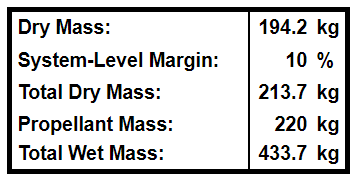 Dry Mass: 194.2 kg
System-Level Margin: 10 %
Total Dry Mass: 213.7 kg
Propellant Mass: 220 kg
Total Wet Mass: 433.7 kg